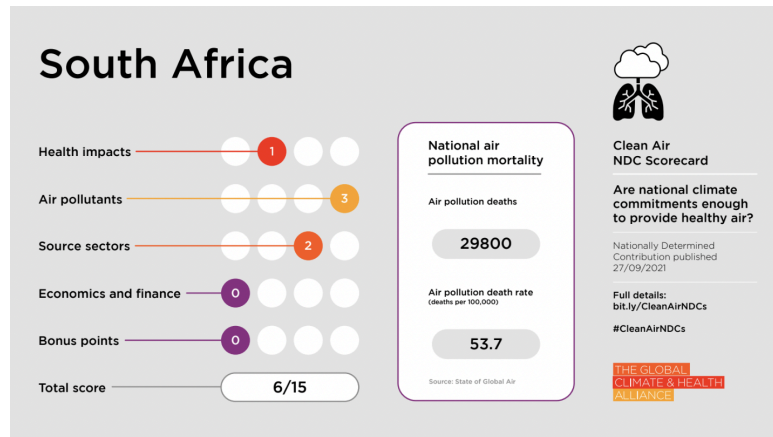 South Africa
Health impacts 1
Air pollutants 3
Source sectors 2
Economics and finance 0
Bonus points 0
Total score 6/15
National air
pollution mortality
Air pollution deaths
29800
Air pollution death rate
(deaths per 100,000)
53.7
Source: State of Global Air
Clean Air
NDC Scorecard
Are national climate
commitments enough
to provide healthy air?
Nationally Determined
Contribution published
27/09/2021
Full details:
bit.ly/CleanAirNDCs
#CleanAirNDCs
THE GLOBAL
CLIMATE & HEALTH
ALLIANCE